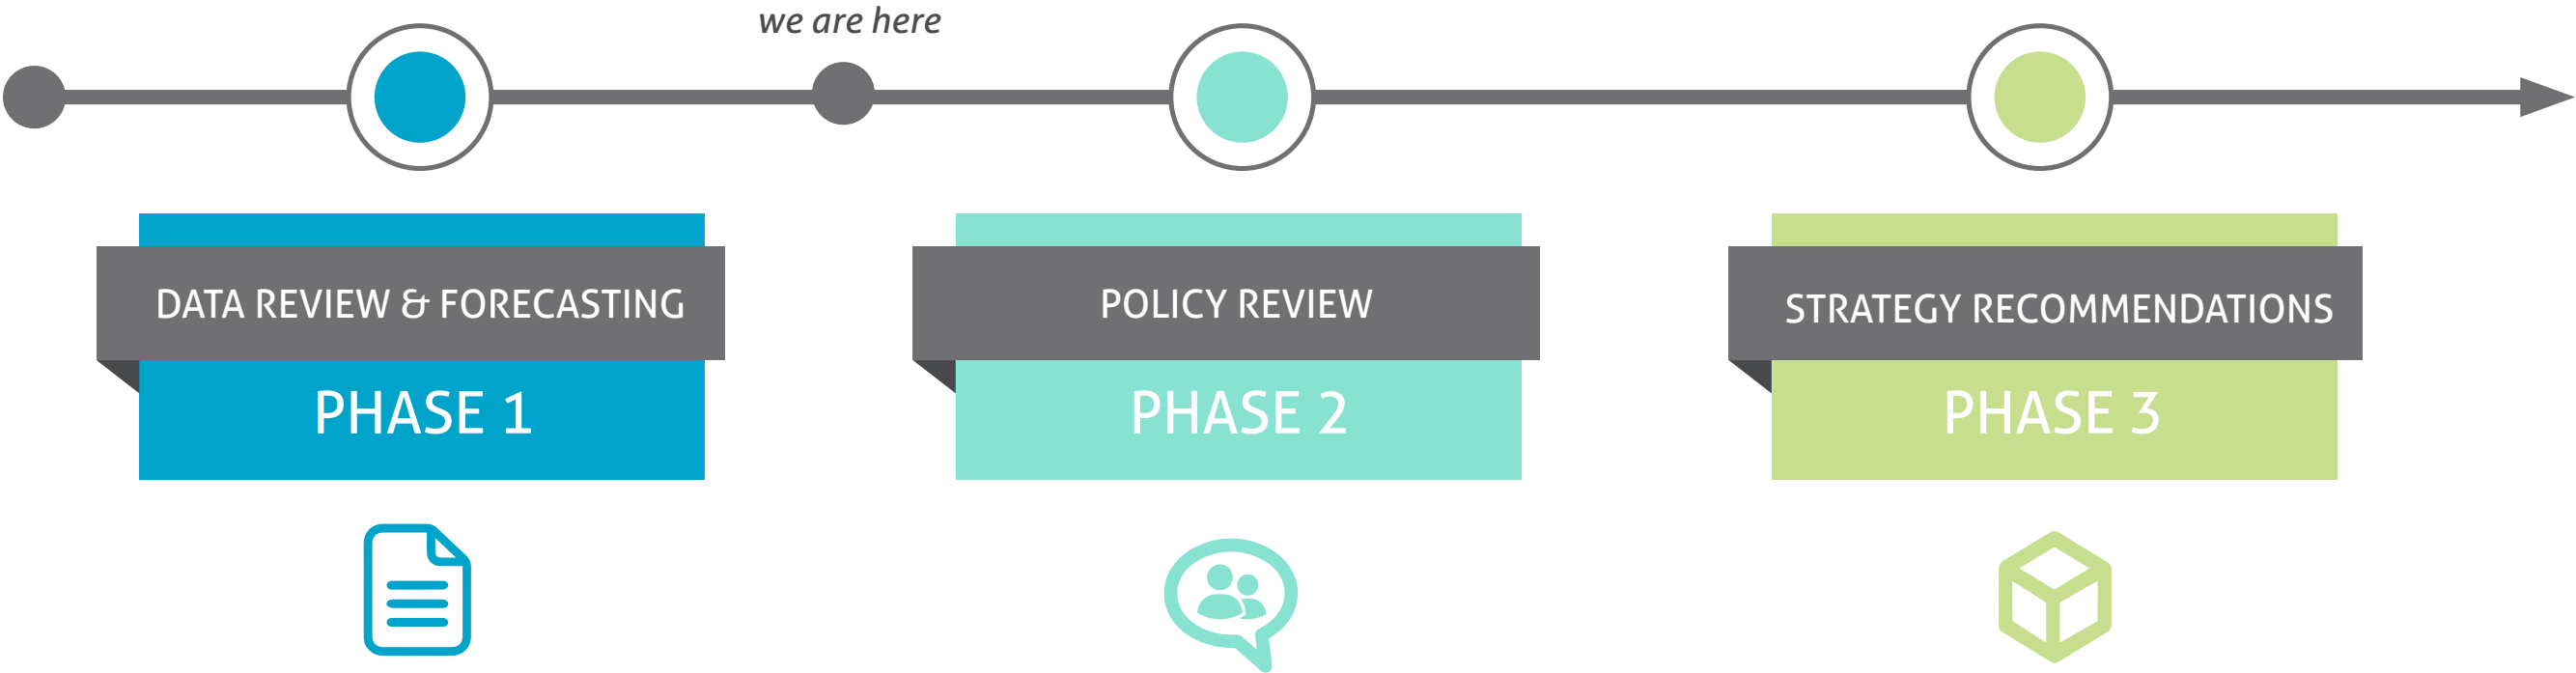 we are here
DATA REVIEW & FORECASTING
PHASE 1
POLICY REVIEW
PHASE 2
STRATEGY RECOMMENDATIONS
PHASE 3